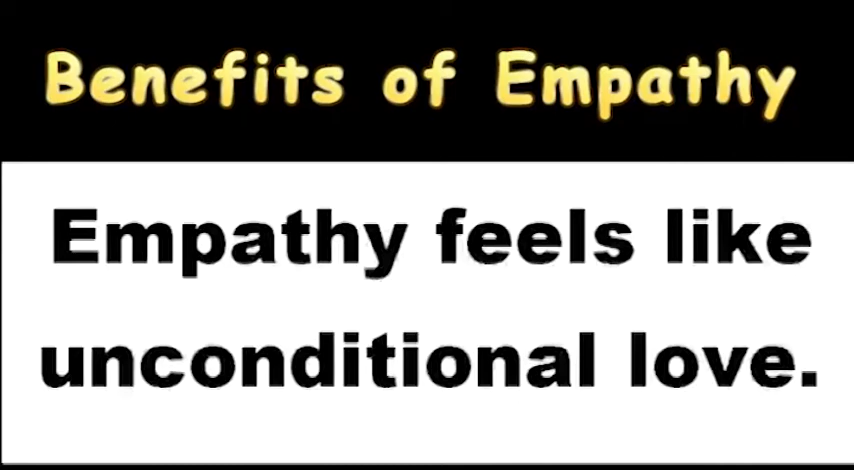 Benefits of Empathy
Empathy feels like
unconditional love.